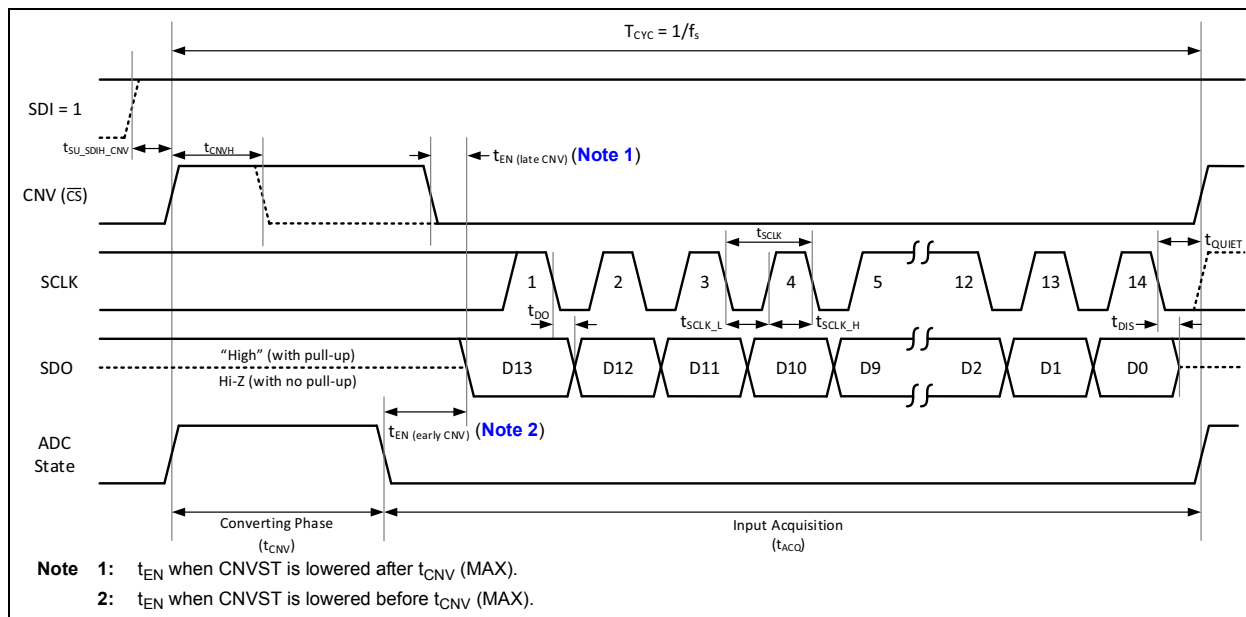 T_CYC = 1/f_s
SDI = 1
t_SU_SDIH_CNV
t_CNVH
t_EN (late CNV) (Note 1)
CNV (C̅S̅)
t_SCLK
t_QUIET
SCLK
1 2 3 4 5 12 13 14
t_DO
t_SCLK_L
t_SCLK_H
t_DIS
SDO
"High" (with pull-up)
Hi-Z (with no pull-up)
D13 D12 D11 D10 D9 D2 D1 D0
t_EN (early CNV) (Note 2)
ADC
State
Converting Phase
(t_CNV)
Input Acquisition
(t_ACQ)
Note 1: t_EN when CNVST is lowered after t_CNV (MAX).
2: t_EN when CNVST is lowered before t_CNV (MAX).